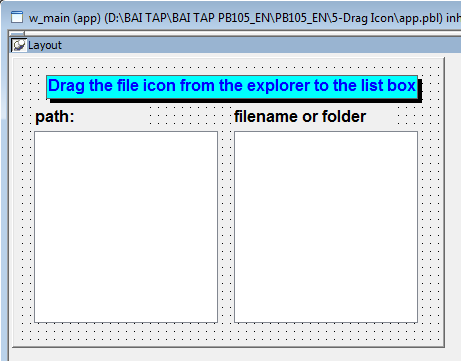 w_main (app) (D:\BAI TAP\BAI TAP PB105_EN\PB105_EN\5-Drag Icon\app.pbl) inh
Layout
Drag the file icon from the explorer to the list box
path:
filename or folder